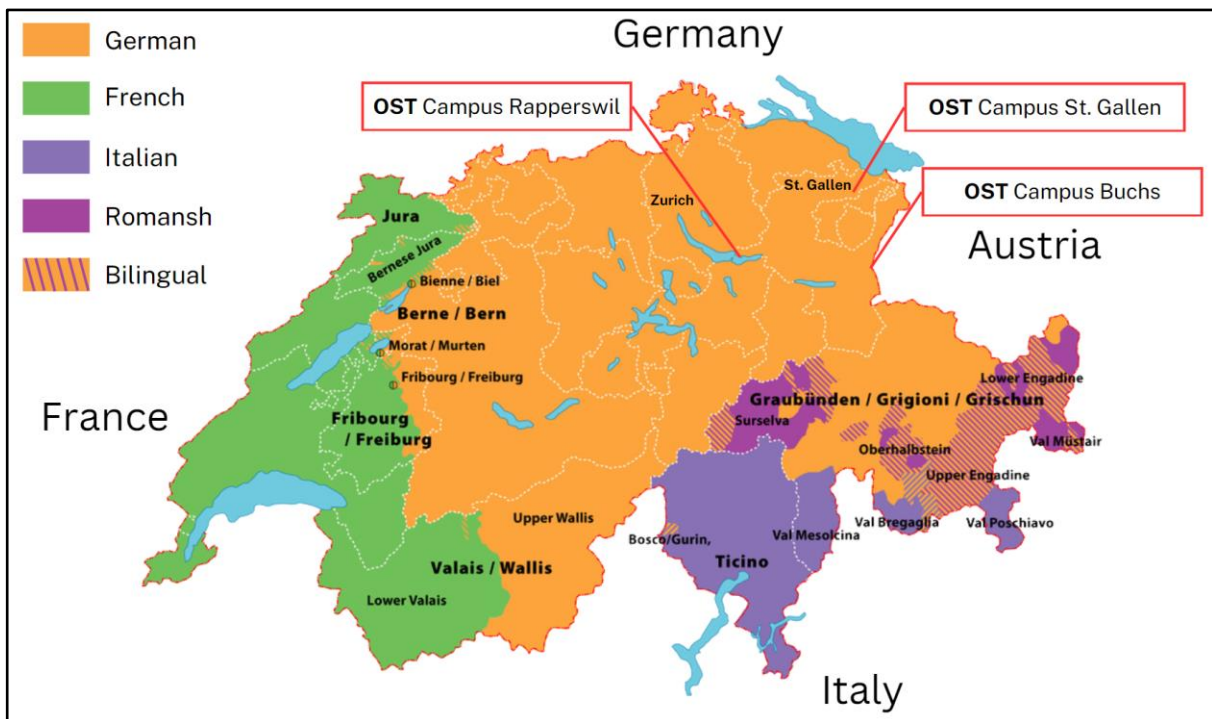 German
French
Italian
Romansh
Bilingual
Germany
OST Campus Rapperswil
OST Campus St. Gallen
OST Campus Buchs
Austria
France
Italy
Zurich
St. Gallen
Jura
Bernese Jura
Bienne / Biel
Berne / Bern
Morat / Murten
Fribourg / Freiburg
Fribourg
/ Freiburg
Lower Engadine
Graubünden / Grigioni / Grischun
Surselva
Oberhalbstein
Val Müstair
Upper Engadine
Upper Wallis
Val Bregaglia
Val Poschiavo
Bosco/Gurin,
Val Mesolcina
Ticino
Valais / Wallis
Lower Valais